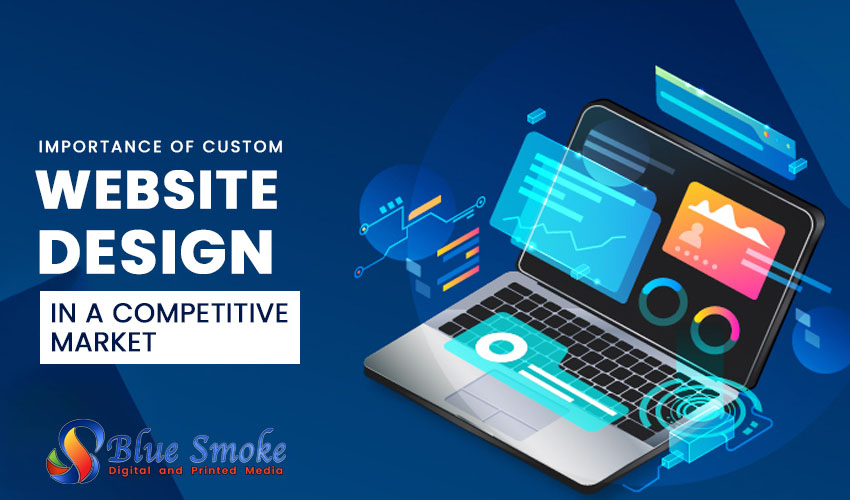 IMPORTANCE OF CUSTOM
WEBSITE
DESIGN
IN A COMPETITIVE
MARKET
Blue Smoke
Digital and Printed Media